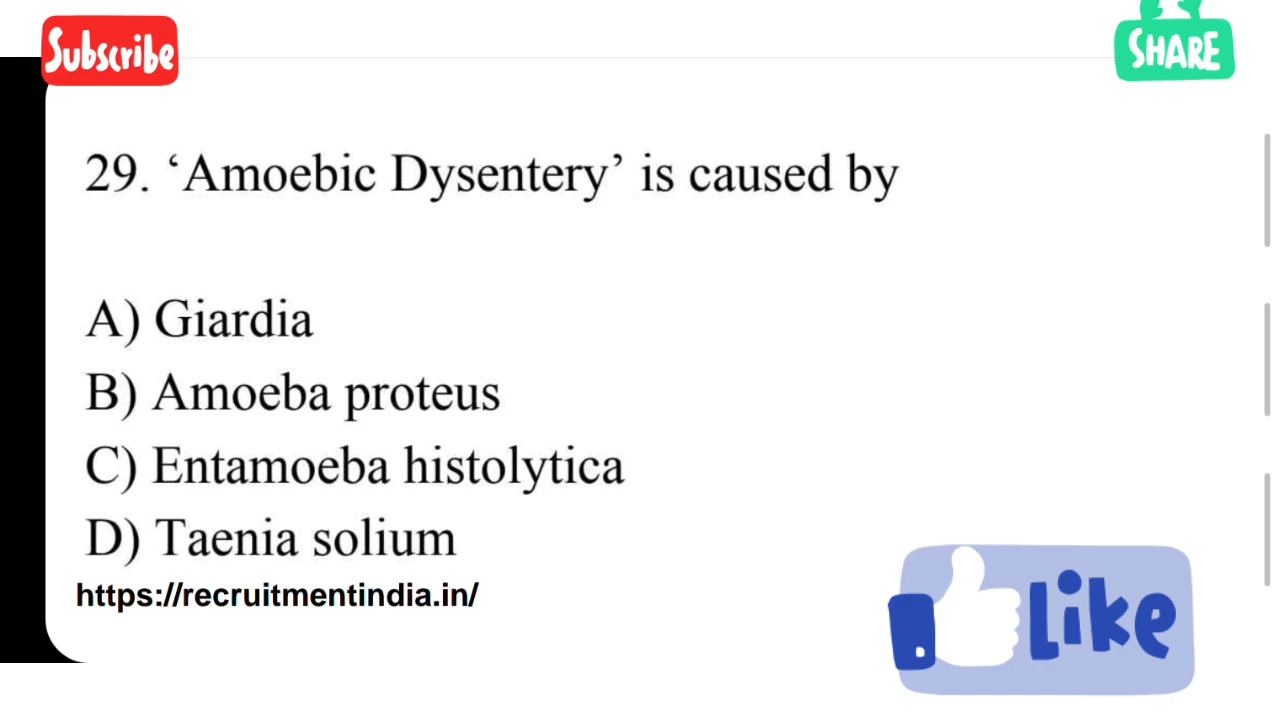 Subscribe
SHARE
29. ‘Amoebic Dysentery’ is caused by
A) Giardia
B) Amoeba proteus
C) Entamoeba histolytica
D) Taenia solium
https://recruitmentindia.in/
Like